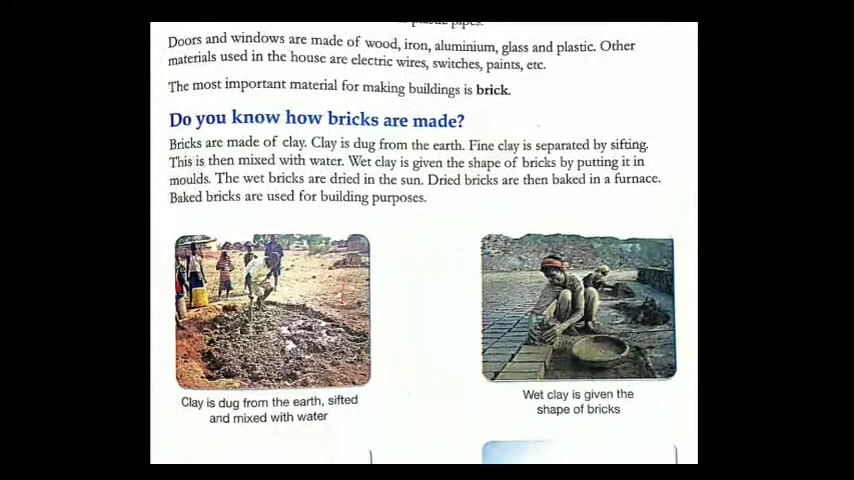 plastic pipes.
Doors and windows are made of wood, iron, aluminium, glass and plastic. Other
materials used in the house are electric wires, switches, paints, etc.
The most important material for making buildings is brick.
Do you know how bricks are made?
Bricks are made of clay. Clay is dug from the earth. Fine clay is separated by sifting.
This is then mixed with water. Wet clay is given the shape of bricks by putting it in
moulds. The wet bricks are dried in the sun. Dried bricks are then baked in a furnace.
Baked bricks are used for building purposes.
Clay is dug from the earth, sifted
and mixed with water
Wet clay is given the
shape of bricks